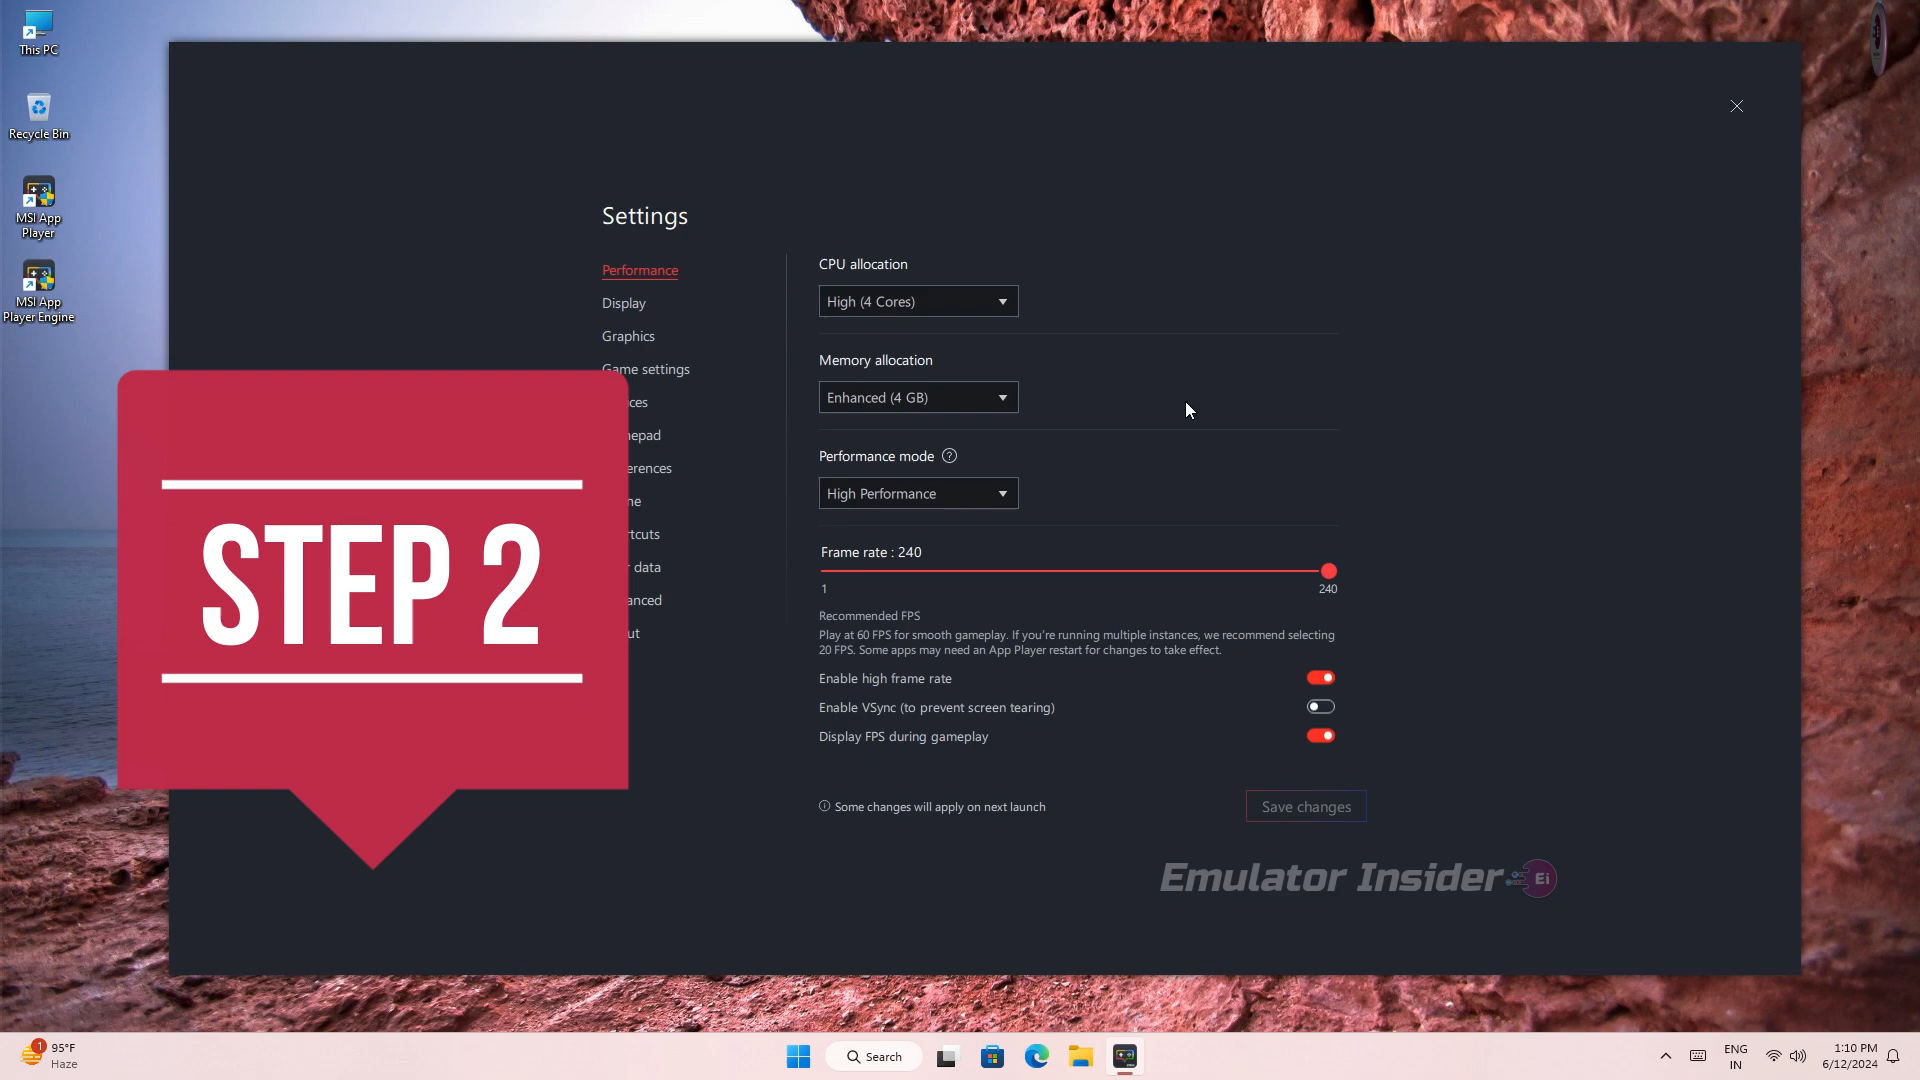 This PC
Recycle Bin
MSI App
Player
MSI App
Player Engine
Settings
Performance
Display
Graphics
Game settings
ices
epad
erences
ne
rtcuts
data
anced
ut
STEP 2
CPU allocation
High (4 Cores)
Memory allocation
Enhanced (4 GB)
Performance mode ?
High Performance
Frame rate : 240
1
240
Recommended FPS
Play at 60 FPS for smooth gameplay. If you're running multiple instances, we recommend selecting
20 FPS. Some apps may need an App Player restart for changes to take effect.
Enable high frame rate
Enable VSync (to prevent screen tearing)
Display FPS during gameplay
Some changes will apply on next launch
Save changes
Emulator Insider Ei
1
95°F
Haze
Search
ENG
IN
1:10 PM
6/12/2024